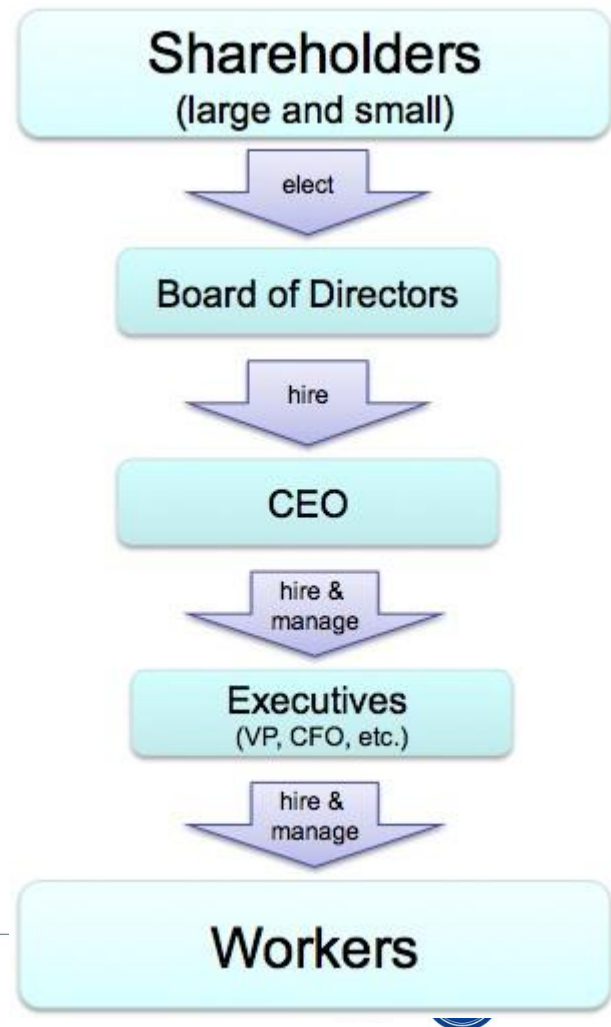 Shareholders
(large and small)
elect
Board of Directors
hire
CEO
hire &
manage
Executives
(VP, CFO, etc.)
hire &
manage
Workers